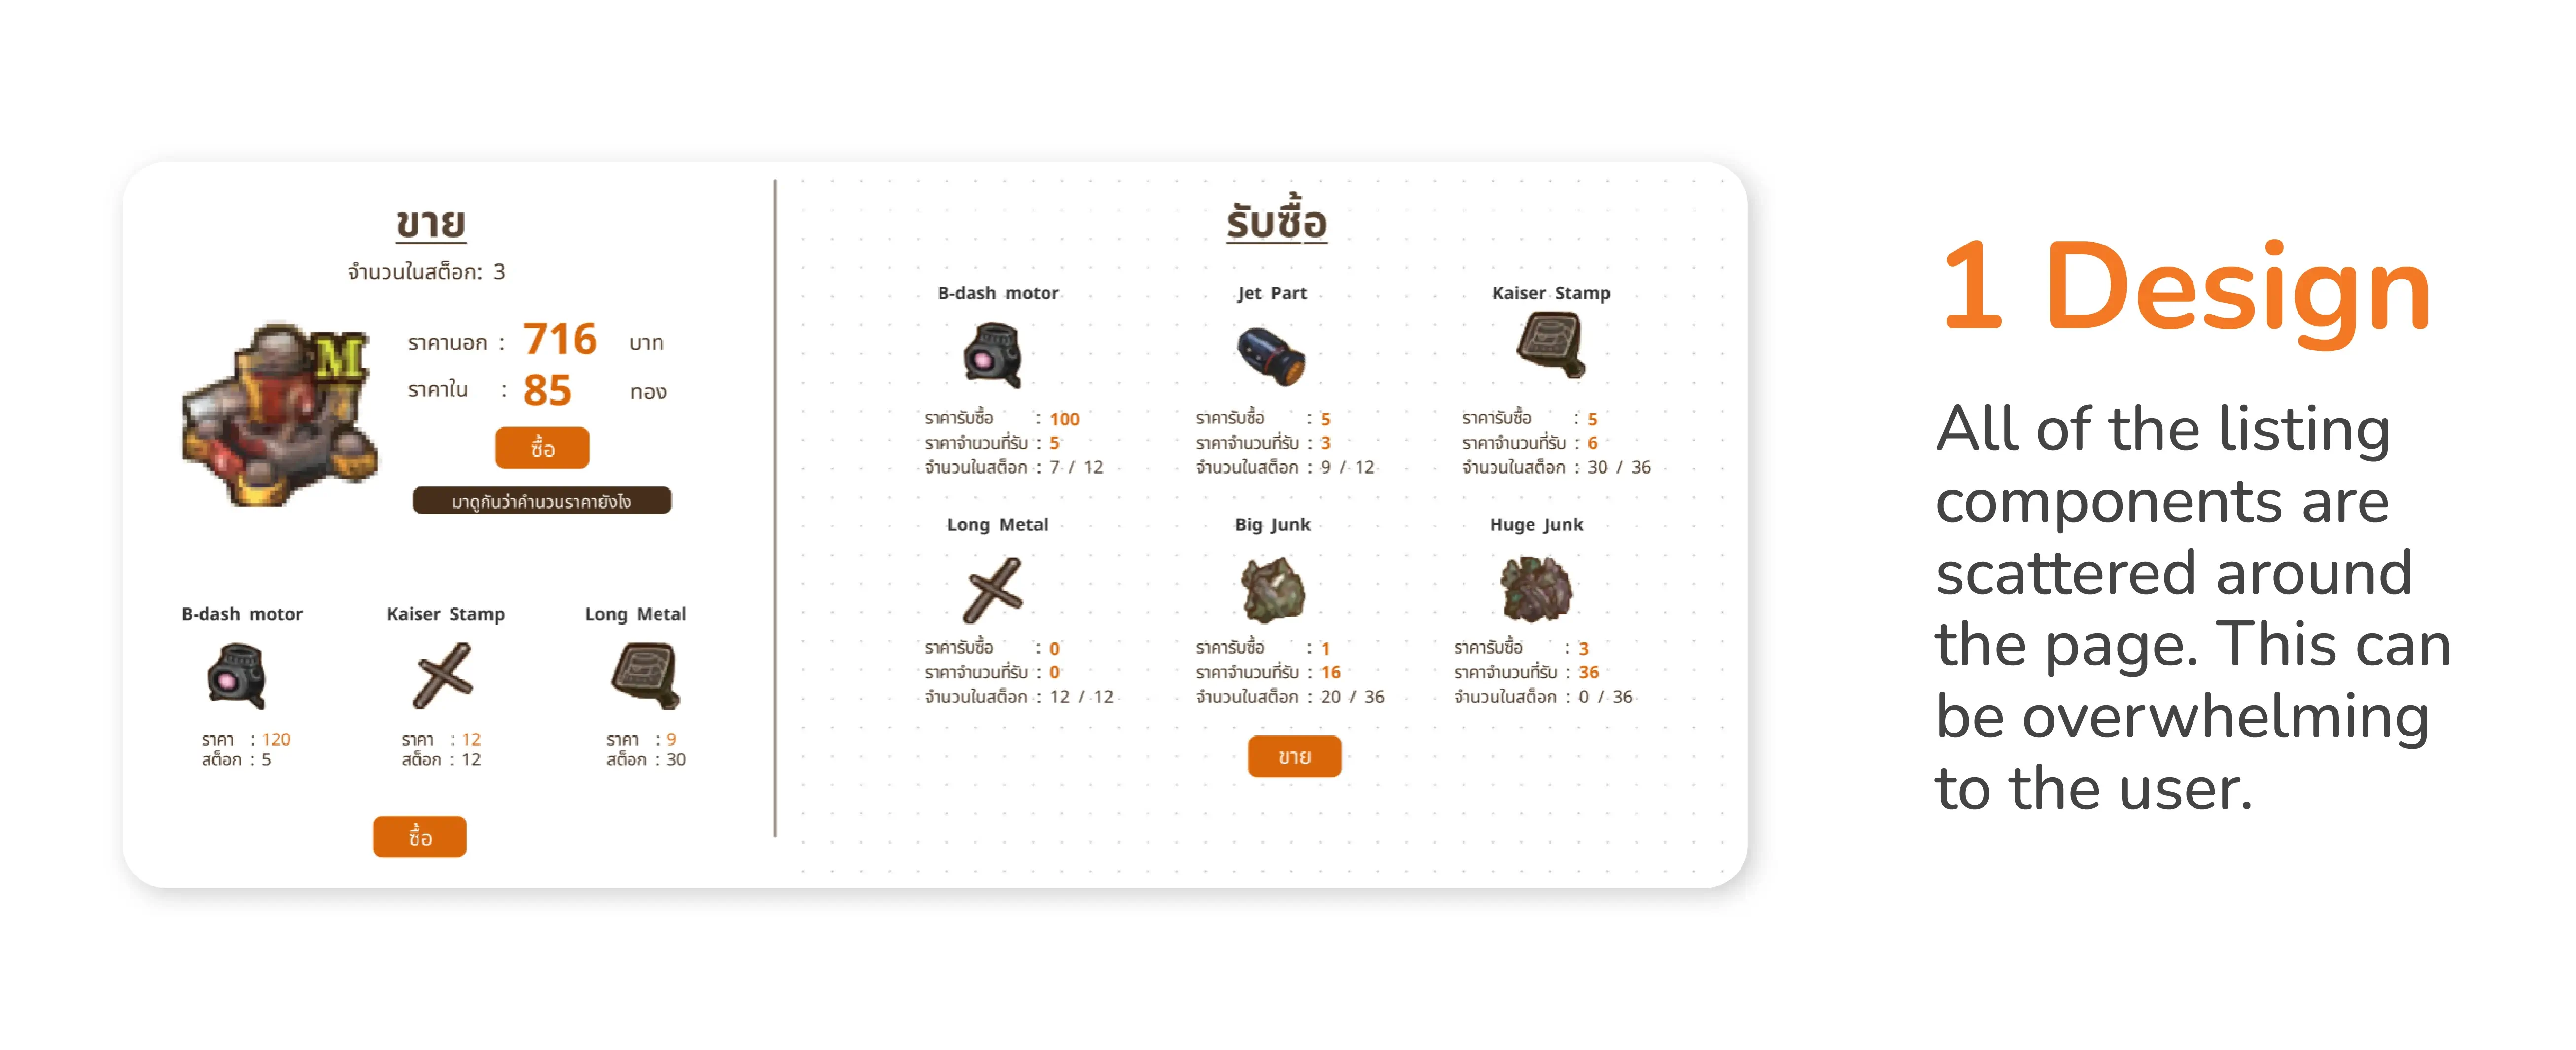 ขาย
จำนวนในสต็อก: 3
M
ราคานอก : 716 บาท
ราคาใน : 85 ทอง
ซื้อ
มาดูกันว่าคำนวนราคายังไง
B-dash motor
ราคา : 120
สต็อก : 5
Kaiser Stamp
ราคา : 12
สต็อก : 12
Long Metal
ราคา : 9
สต็อก : 30
ซื้อ
รับซื้อ
B-dash motor
ราคารับซื้อ : 100
ราคาจำนวนที่รับ : 5
จำนวนในสต็อก : 7 / 12
Jet Part
ราคารับซื้อ : 5
ราคาจำนวนที่รับ : 3
จำนวนในสต็อก : 9 / 12
Kaiser Stamp
ราคารับซื้อ : 5
ราคาจำนวนที่รับ : 6
จำนวนในสต็อก : 30 / 36
Long Metal
ราคารับซื้อ : 0
ราคาจำนวนที่รับ : 0
จำนวนในสต็อก : 12 / 12
Big Junk
ราคารับซื้อ : 1
ราคาจำนวนที่รับ : 16
จำนวนในสต็อก : 20 / 36
Huge Junk
ราคารับซื้อ : 3
ราคาจำนวนที่รับ : 36
จำนวนในสต็อก : 0 / 36
ขาย
1 Design
All of the listing
components are
scattered around
the page. This can
be overwhelming
to the user.